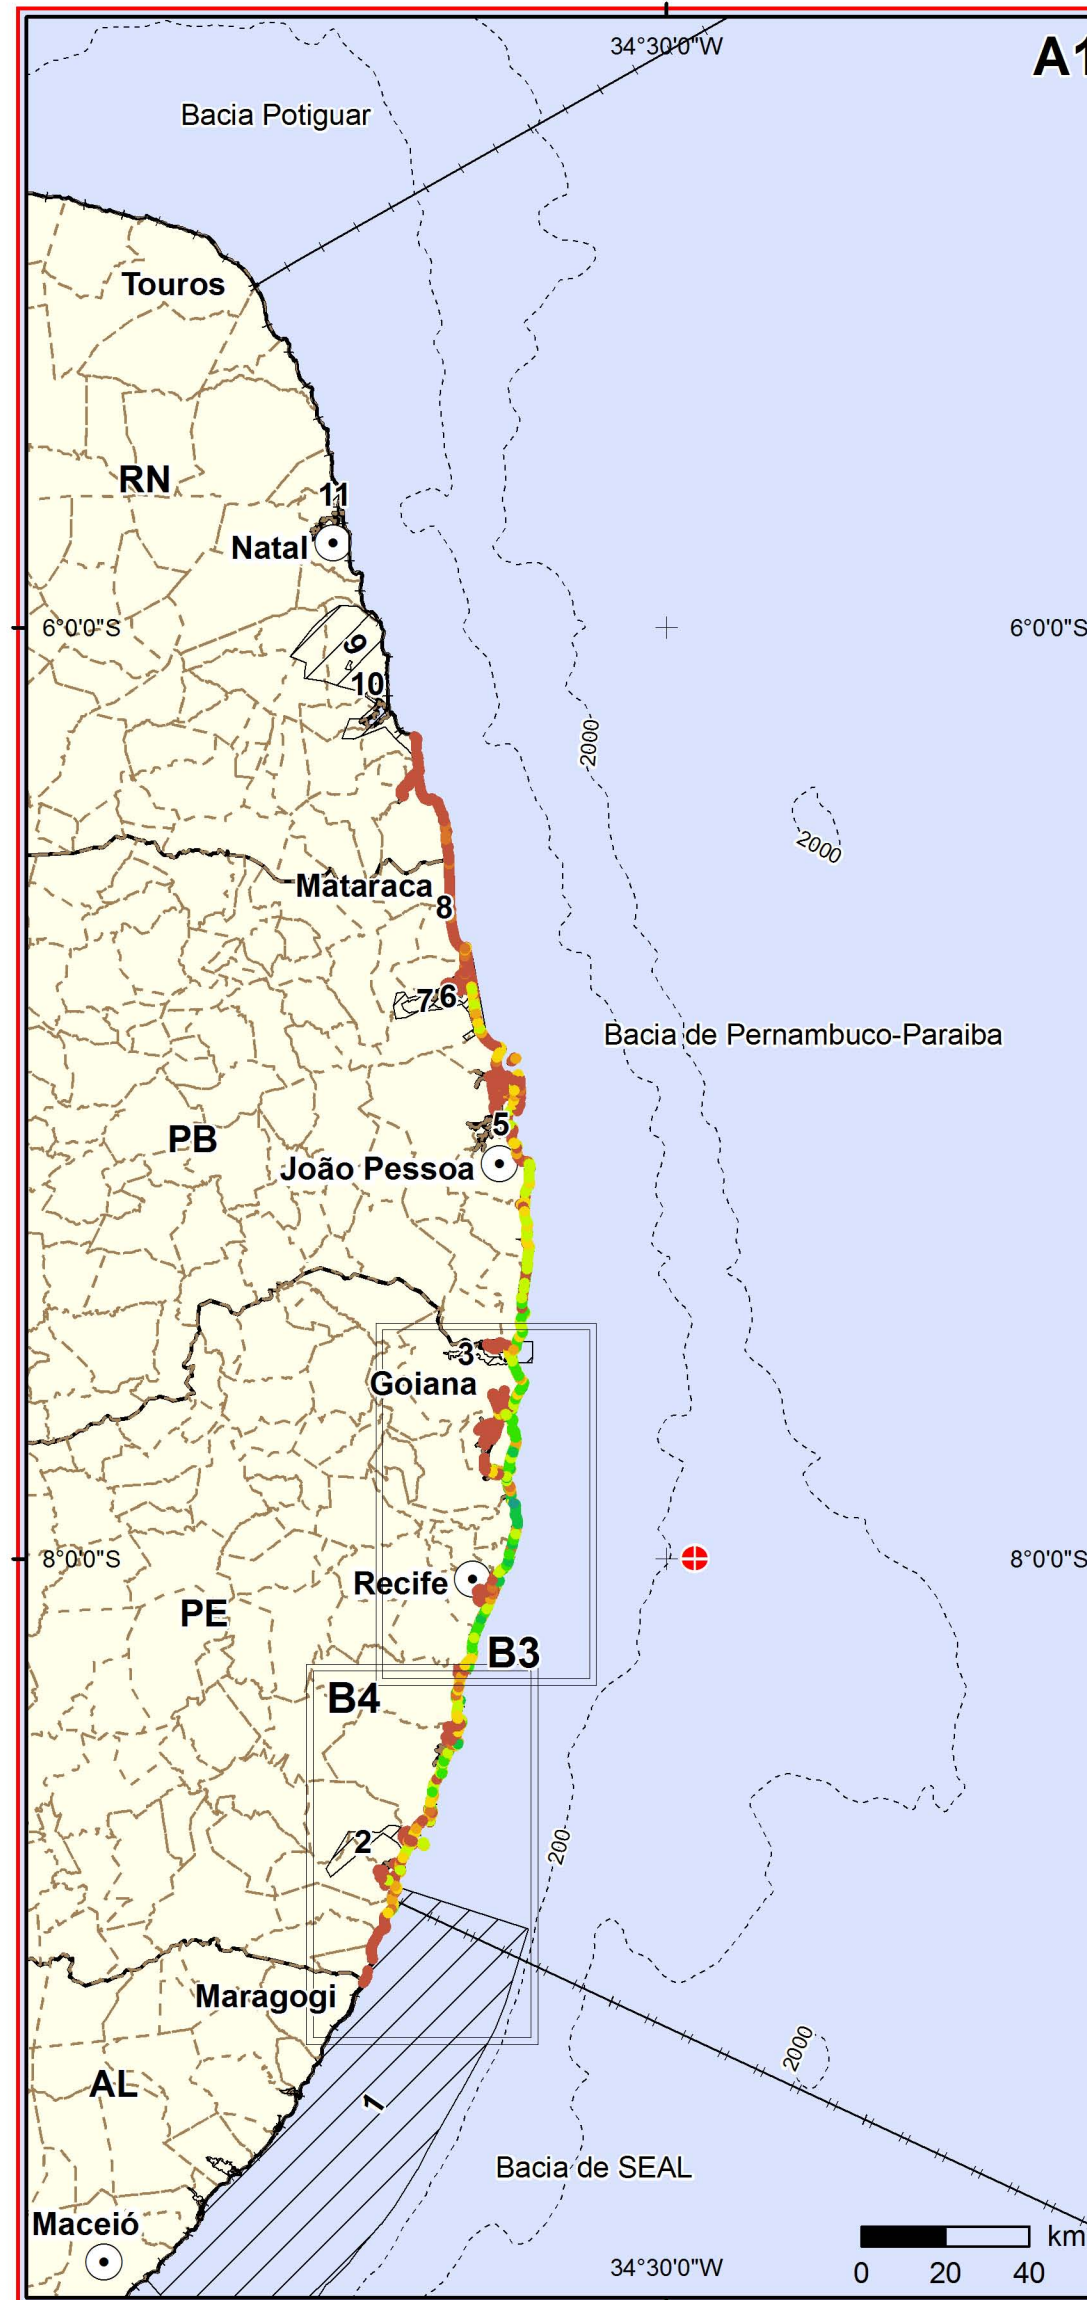 34°30'0"W
A1
Bacia Potiguar
Touros
RN
11
Natal
6°0'0"S
6°0'0"S
9
10
2000
2000
Mataraca
8
7
6
Bacia de Pernambuco-Paraiba
5
PB
João Pessoa
3
Goiana
8°0'0"S
8°0'0"S
Recife
PE
B3
B4
2
200
Maragogi
2000
AL
1
Bacia de SEAL
Maceió
34°30'0"W
km
0 20 40